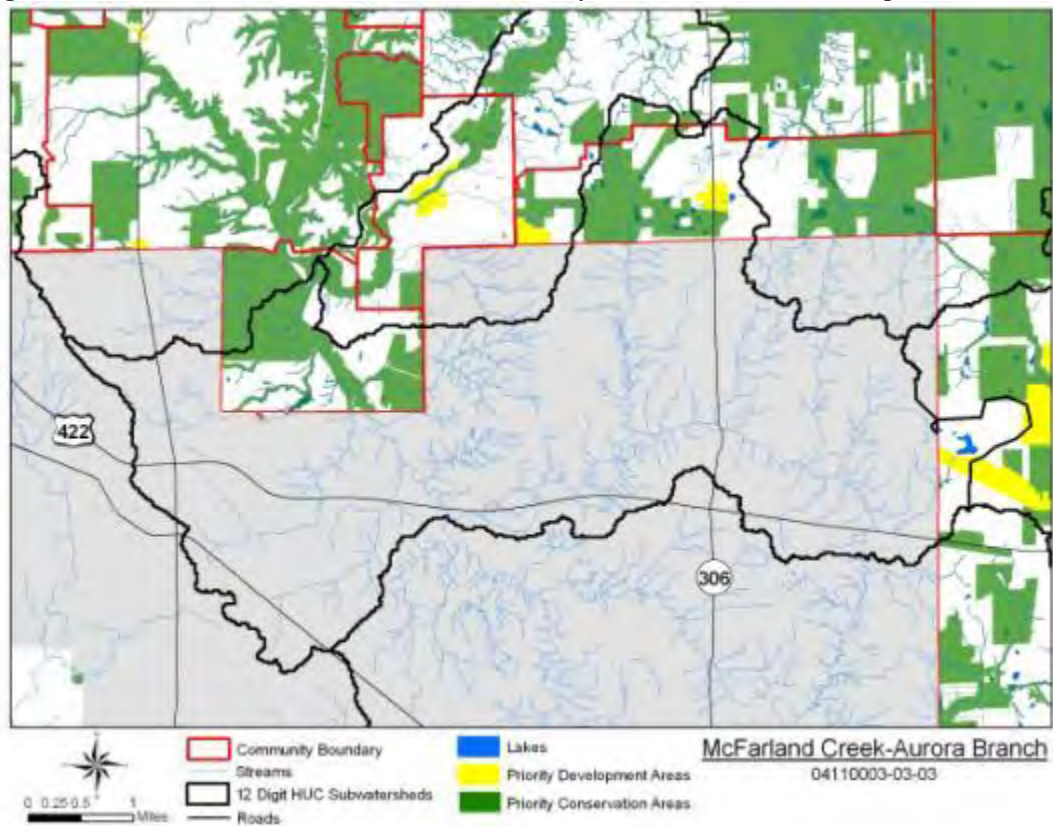 422
306
Community Boundary
Streams
12 Digit HUC Subwatersheds
Roads
Lakes
Priority Development Areas
Priority Conservation Areas
McFarland Creek-Aurora Branch
04110003-03-03
0 0.25 0.5 1
Miles